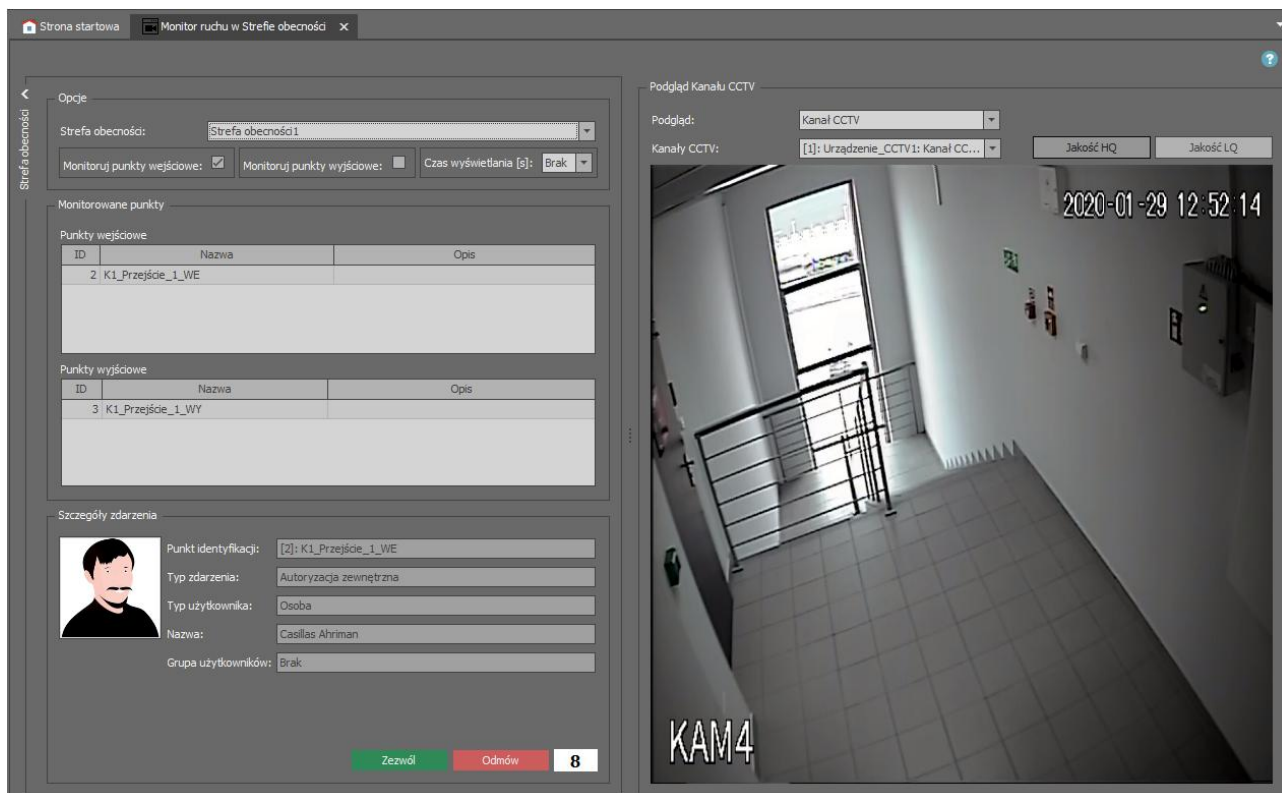 Strona startowa
Monitor ruchu w Strefie obecności
Strefa obecności
Opcje
Strefa obecności:
Strefa obecności1
Monitoruj punkty wejściowe:
Monitoruj punkty wyjściowe:
Czas wyświetlania [s]:
Brak
Monitorowane punkty
Punkty wejściowe
ID Nazwa Opis
2 K1_Przejście_1_WE
Punkty wyjściowe
ID Nazwa Opis
3 K1_Przejście_1_WY
Szczegóły zdarzenia
Punkt identyfikacji: [2]: K1_Przejście_1_WE
Typ zdarzenia: Autoryzacja zewnętrzna
Typ użytkownika: Osoba
Nazwa: Casillas Ahriman
Grupa użytkowników: Brak
Zezwól
Odmów
8
Podgląd Kanału CCTV
Podgląd: Kanał CCTV
Kanały CCTV: [1]: Urządzenie_CCTV1: Kanał CC...
Jakość HQ
Jakość LQ
2020-01-29 12:52:14
KAM4